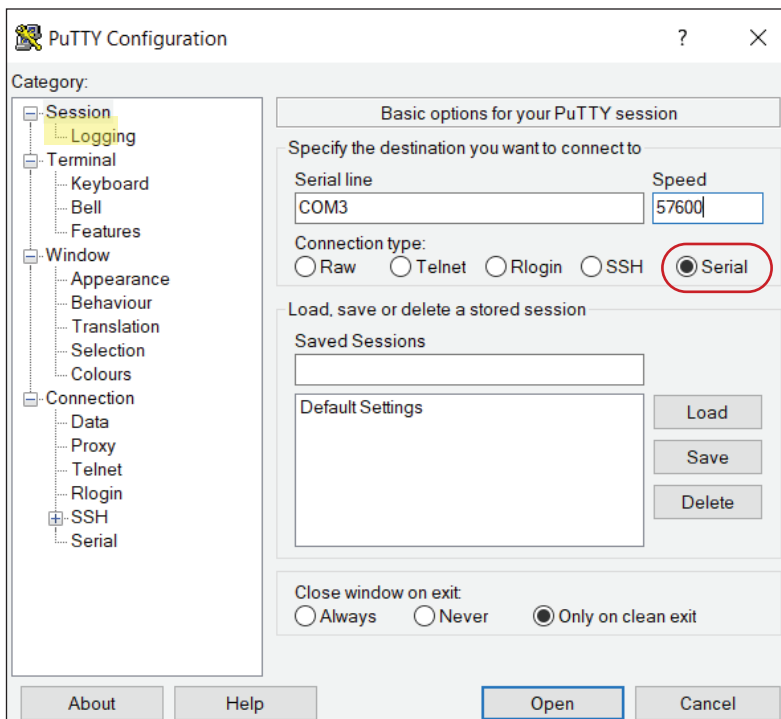 PuTTY Configuration
?
Category:
Session
Logging
Terminal
Keyboard
Bell
Features
Window
Appearance
Behaviour
Translation
Selection
Colours
Connection
Data
Proxy
Telnet
Rlogin
SSH
Serial
Basic options for your PuTTY session
Specify the destination you want to connect to
Serial line Speed
COM3 57600
Connection type:
Raw Telnet Rlogin SSH Serial
Load, save or delete a stored session
Saved Sessions
Default Settings
Load
Save
Delete
Close window on exit:
Always Never Only on clean exit
About Help Open Cancel